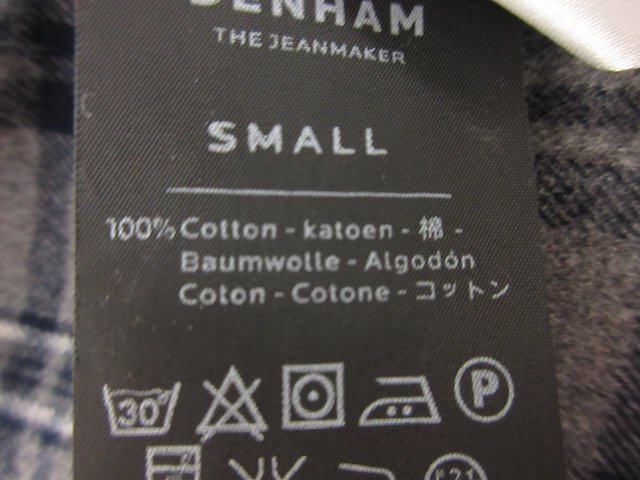 DENHAM
THE JEANMAKER
SMALL
100% Cotton - katoen - 棉 -
Baumwolle - Algodón
Coton - Cotone - コットン
30° P